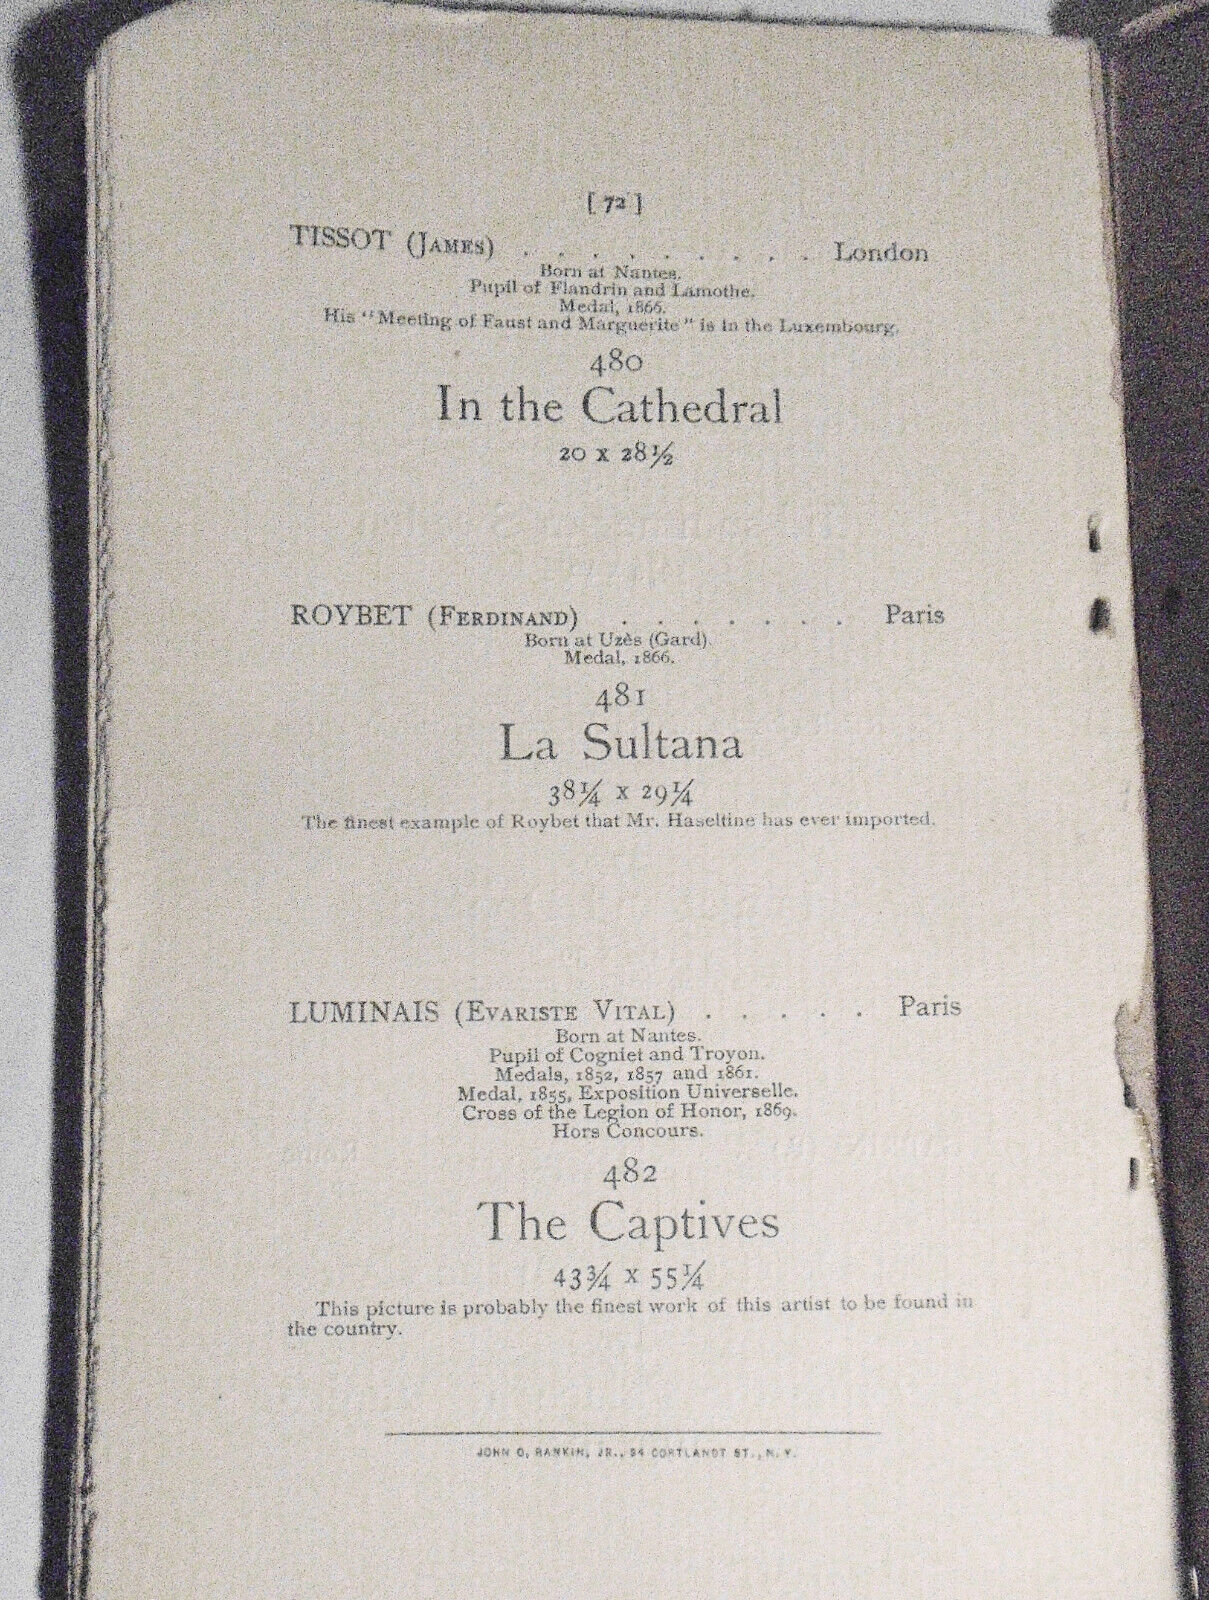 [ 72 ]
TISSOT (James) . . . . . . . . . London
Born at Nantes.
Pupil of Flandrin and Lamothe.
Medal, 1866.
His "Meeting of Faust and Marguerite" is in the Luxembourg.
480
In the Cathedral
20 x 28½
ROYBET (Ferdinand) . . . . . . . Paris
Born at Uzès (Gard).
Medal, 1866.
481
La Sultana
38¼ x 29¼
The finest example of Roybet that Mr. Haseltine has ever imported.
LUMINAIS (Evariste Vital) . . . . . Paris
Born at Nantes.
Pupil of Cogniet and Troyon.
Medals, 1852, 1857 and 1861.
Medal, 1855, Exposition Universelle.
Cross of the Legion of Honor, 1869.
Hors Concours.
482
The Captives
43¾ x 55¼
This picture is probably the finest work of this artist to be found in
the country.
JOHN C. RANKIN, JR., 34 CORTLANDT ST., N. Y.